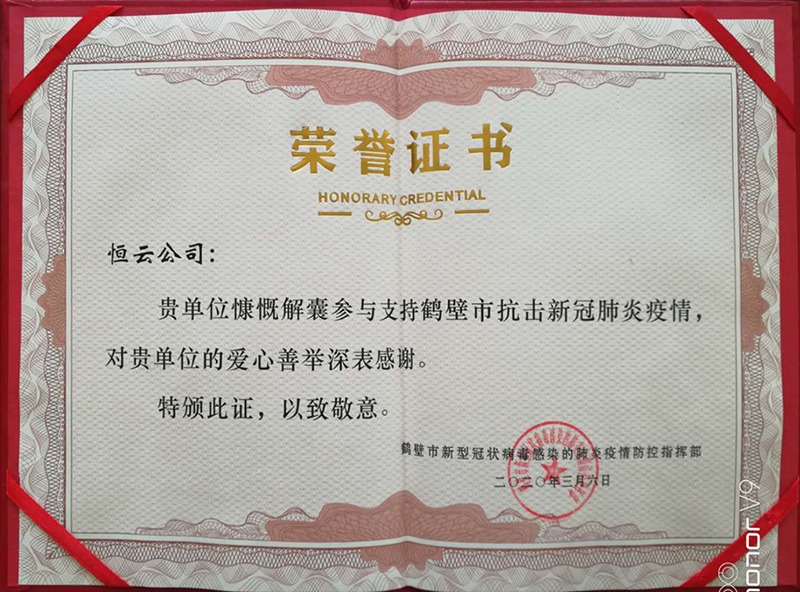 荣誉证书
HONORARY CREDENTIAL
恒云公司：
贵单位慷慨解囊参与支持鹤壁市抗击新冠肺炎疫情，
对贵单位的爱心善举深表感谢。
特颁此证，以致敬意。
鹤壁市新型冠状病毒感染的肺炎疫情防控指挥部
二〇二〇年三月六日
honor V9